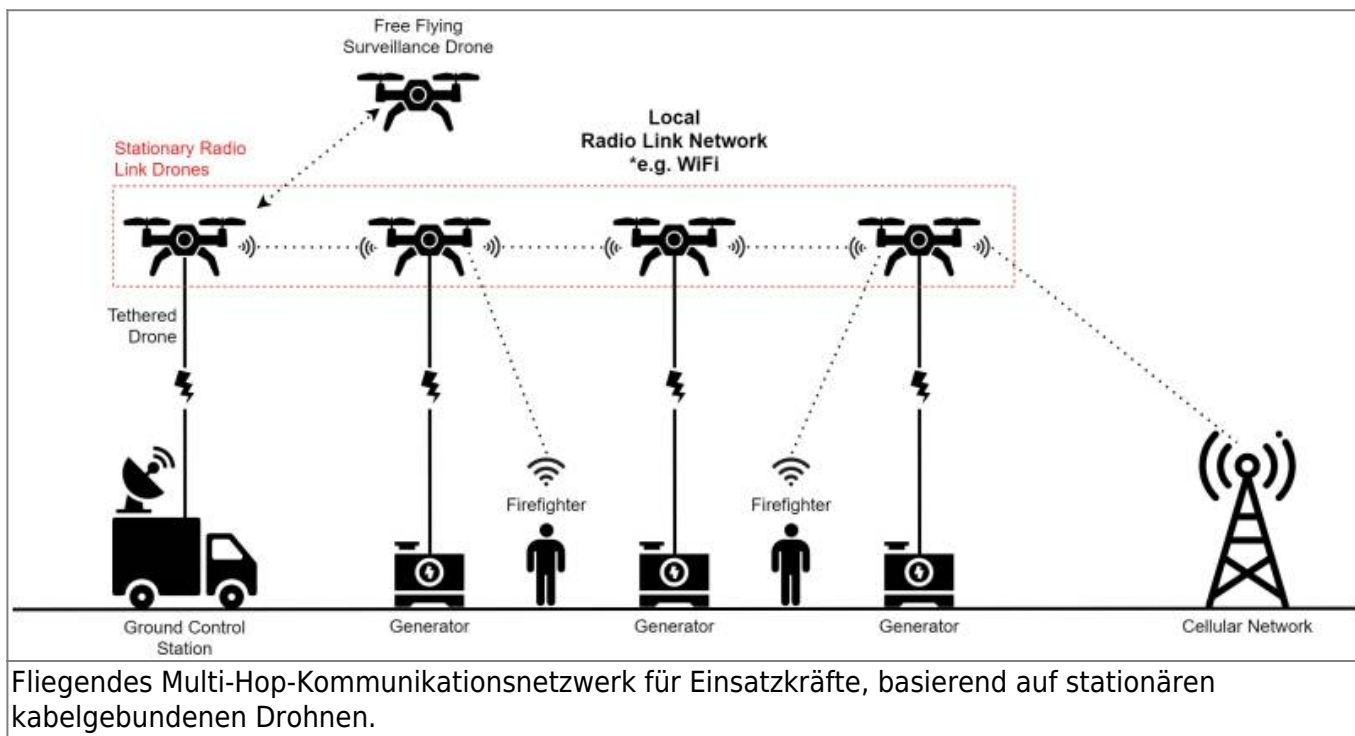 Free Flying
Surveillance Drone
Local
Radio Link Network
*e.g. WiFi
Stationary Radio
Link Drones
Tethered
Drone
Firefighter
Firefighter
Ground Control
Station
Generator
Generator
Generator
Cellular Network
Fliegendes Multi-Hop-Kommunikationsnetzwerk für Einsatzkräfte, basierend auf stationären
kabelgebundenen Drohnen.